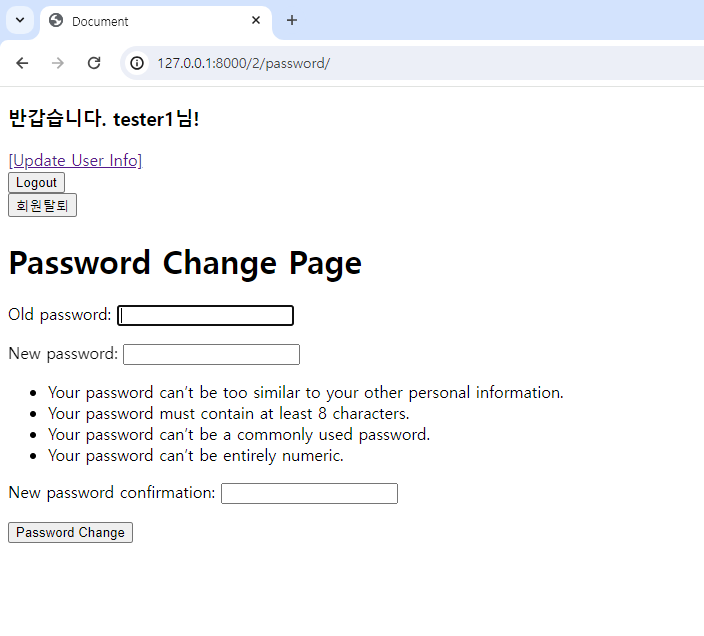 Document
127.0.0.1:8000/2/password/
반갑습니다. tester1님!
[Update User Info]
Logout
회원탈퇴
Password Change Page
Old password:
New password:
Your password can't be too similar to your other personal information.
Your password must contain at least 8 characters.
Your password can't be a commonly used password.
Your password can't be entirely numeric.
New password confirmation:
Password Change